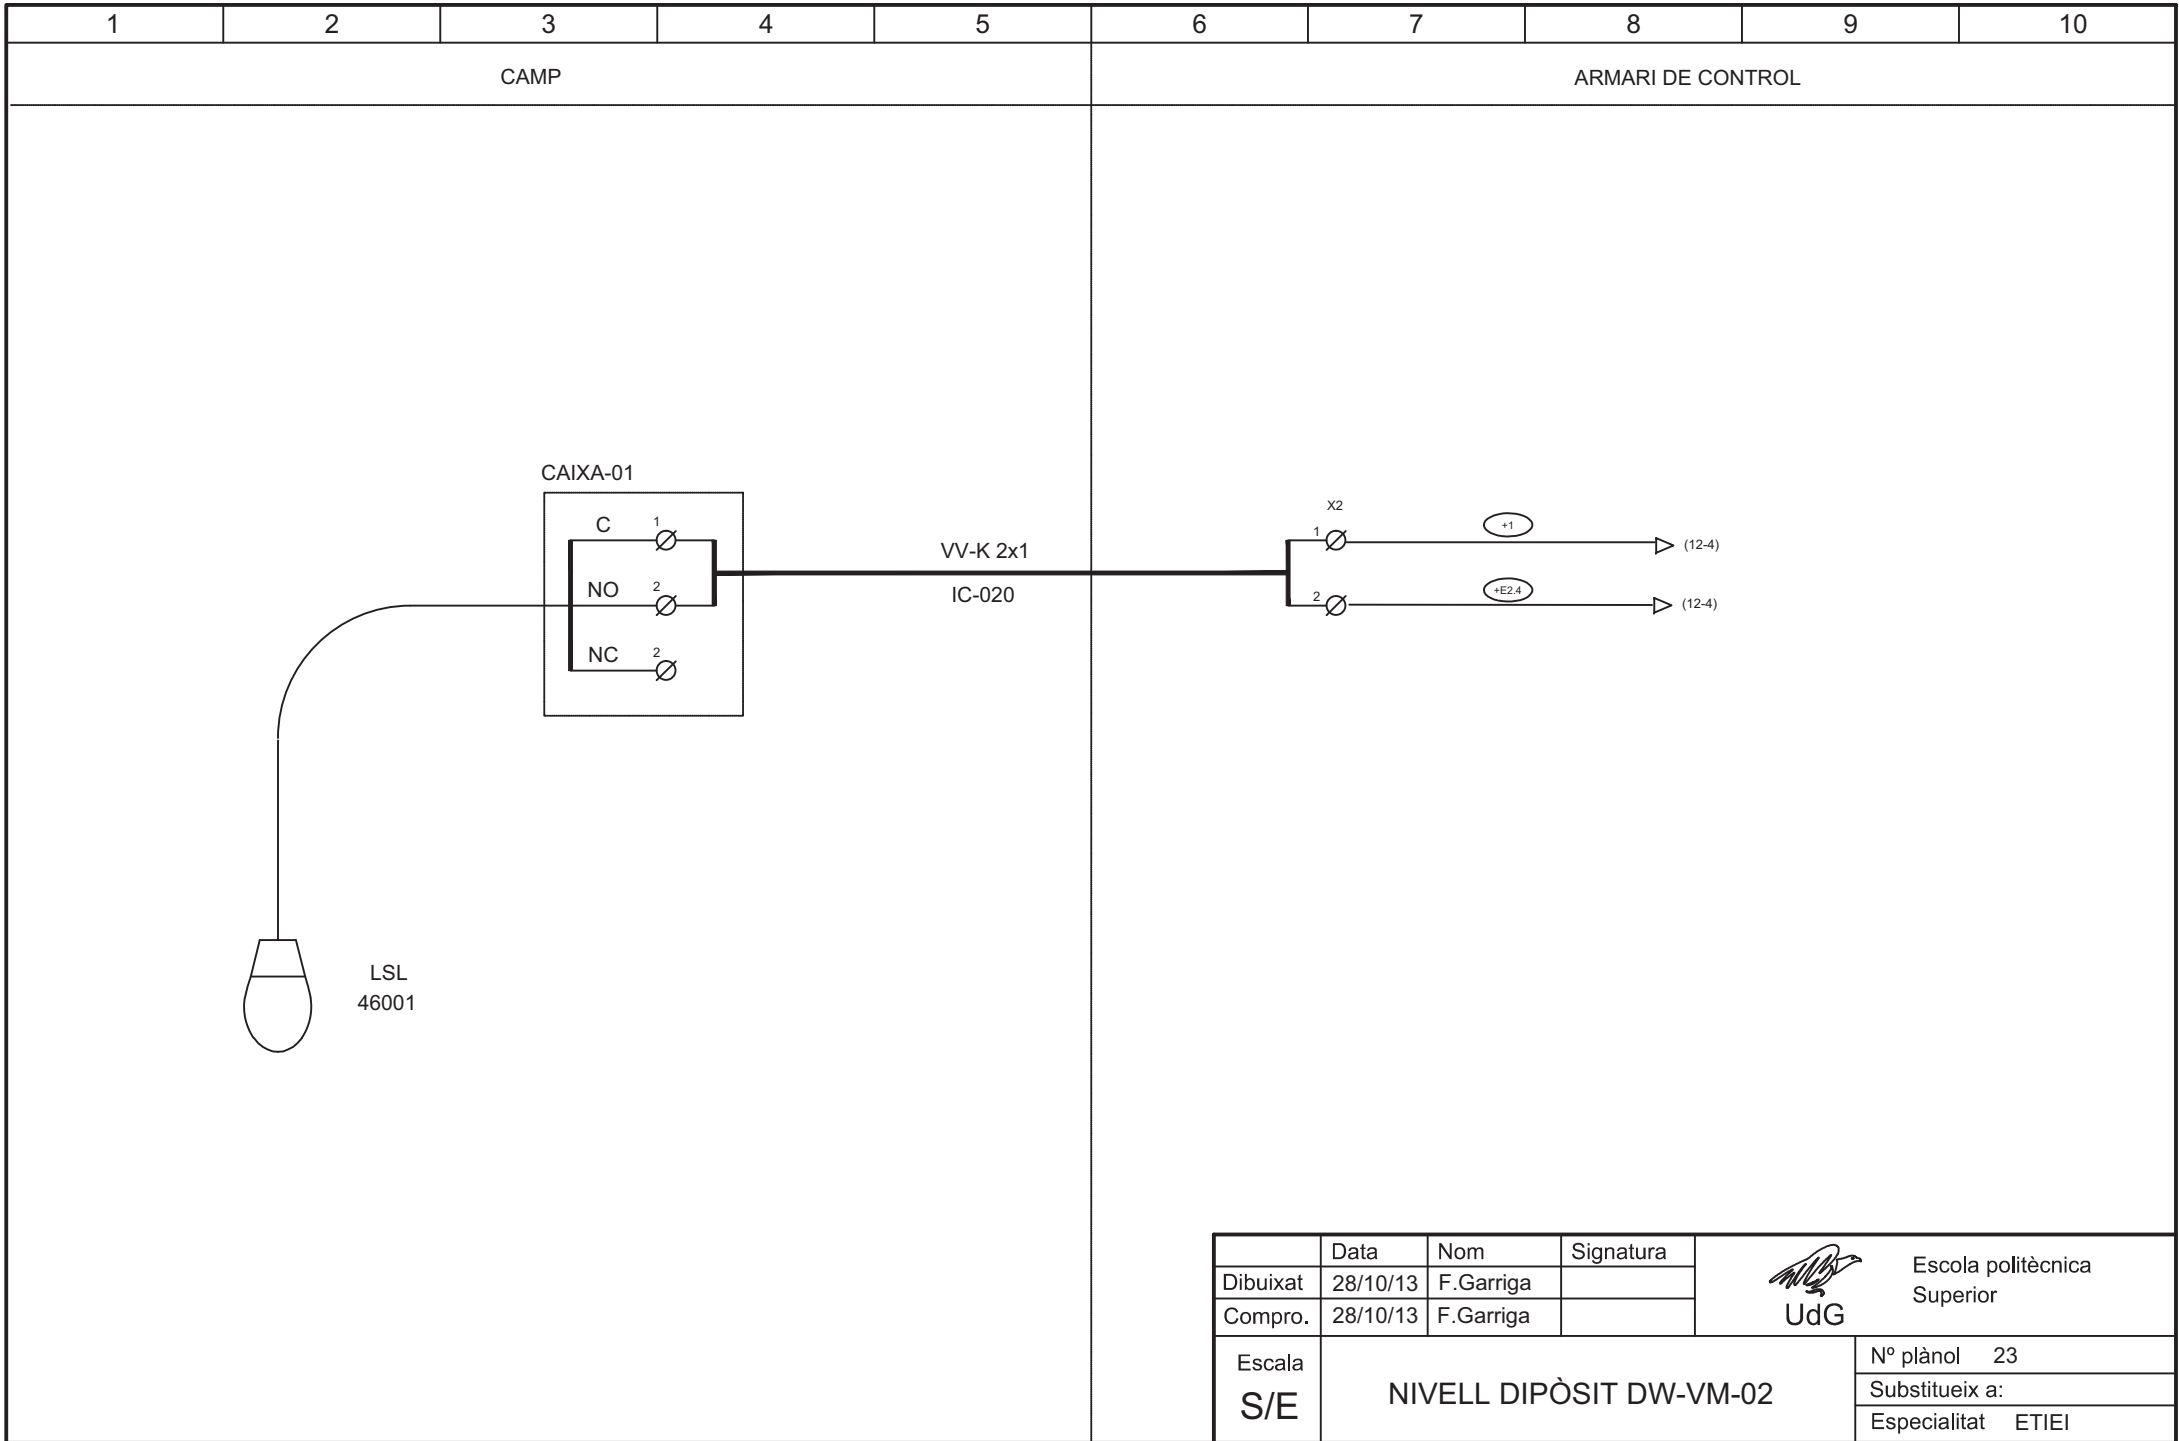 1 2 3 4 5 6 7 8 9 10
CAMP ARMARI DE CONTROL
CAIXA-01
C 1
NO 2
NC 2
VV-K 2x1
IC-020
X2
1 +1 (12-4)
2 +E2.4 (12-4)
LSL
46001
Data Nom Signatura
Dibuixat 28/10/13 F.Garriga
Compro. 28/10/13 F.Garriga
UdG
Escola politècnica
Superior
Escala
S/E
NIVELL DIPÒSIT DW-VM-02
Nº plànol 23
Substitueix a:
Especialitat ETIEI